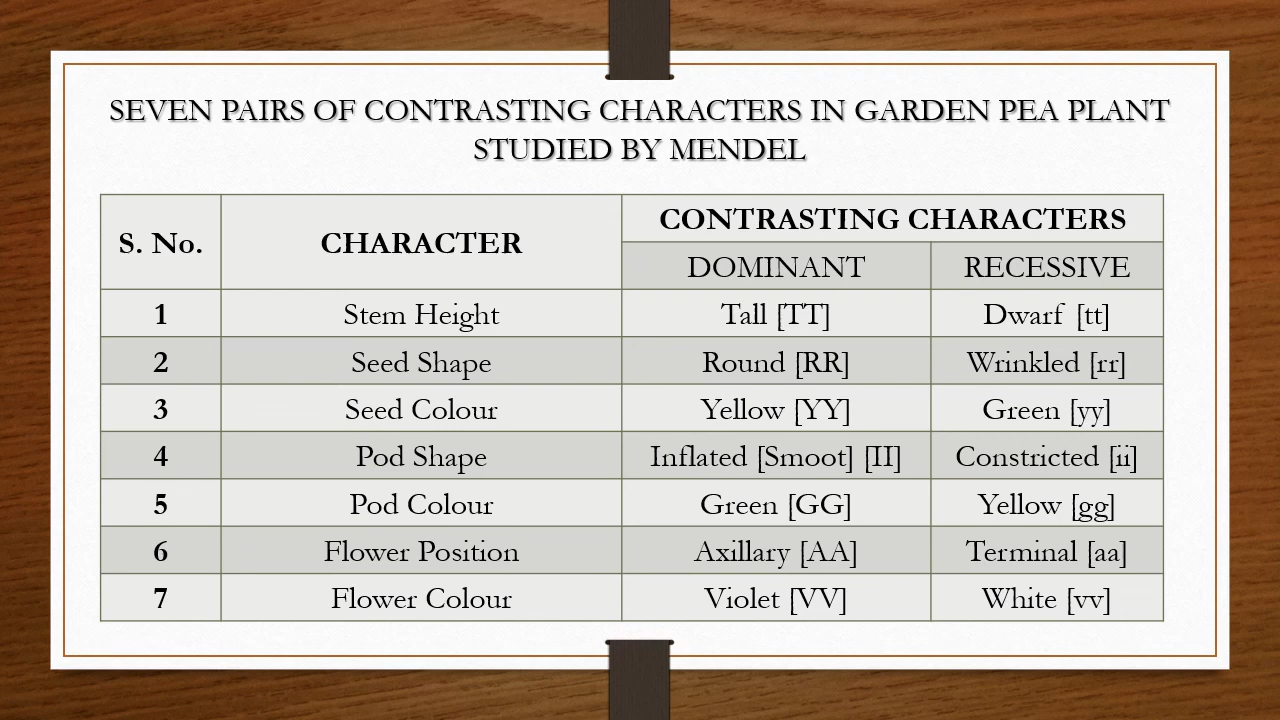 SEVEN PAIRS OF CONTRASTING CHARACTERS IN GARDEN PEA PLANT
STUDIED BY MENDEL
S. No. CHARACTER CONTRASTING CHARACTERS
DOMINANT RECESSIVE
1 Stem Height Tall [TT] Dwarf [tt]
2 Seed Shape Round [RR] Wrinkled [rr]
3 Seed Colour Yellow [YY] Green [yy]
4 Pod Shape Inflated [Smoot] [II] Constricted [ii]
5 Pod Colour Green [GG] Yellow [gg]
6 Flower Position Axillary [AA] Terminal [aa]
7 Flower Colour Violet [VV] White [vv]